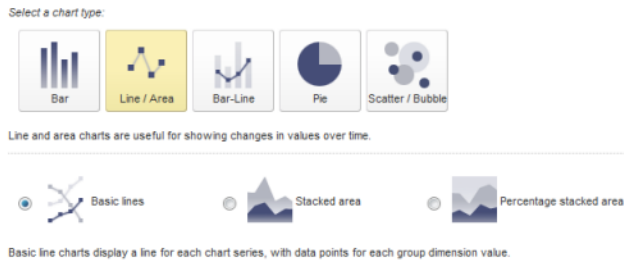 Select a chart type:
Bar
Line / Area
Bar-Line
Pie
Scatter / Bubble
Line and area charts are useful for showing changes in values over time.
Basic lines
Stacked area
Percentage stacked area
Basic line charts display a line for each chart series, with data points for each group dimension value.